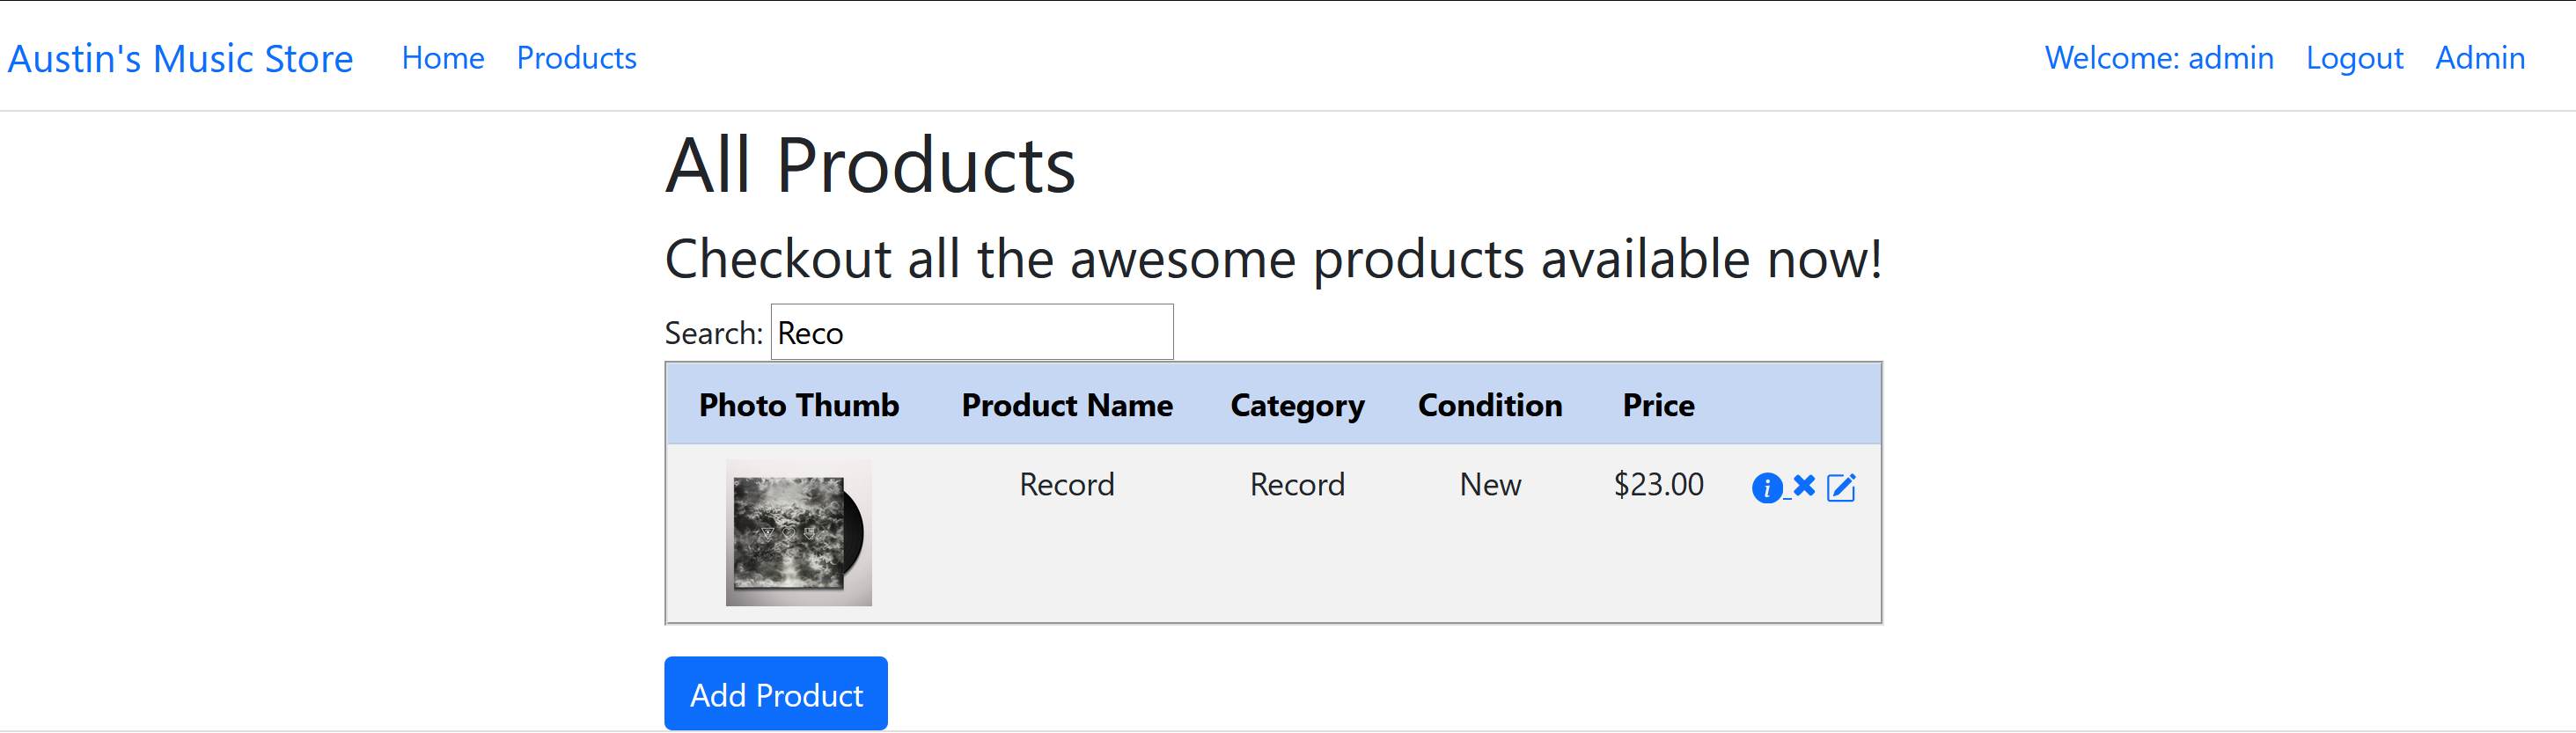 Austin's Music Store Home Products Welcome: admin Logout Admin
All Products
Checkout all the awesome products available now!
Search: Reco
Photo Thumb Product Name Category Condition Price
Record Record New $23.00
Add Product